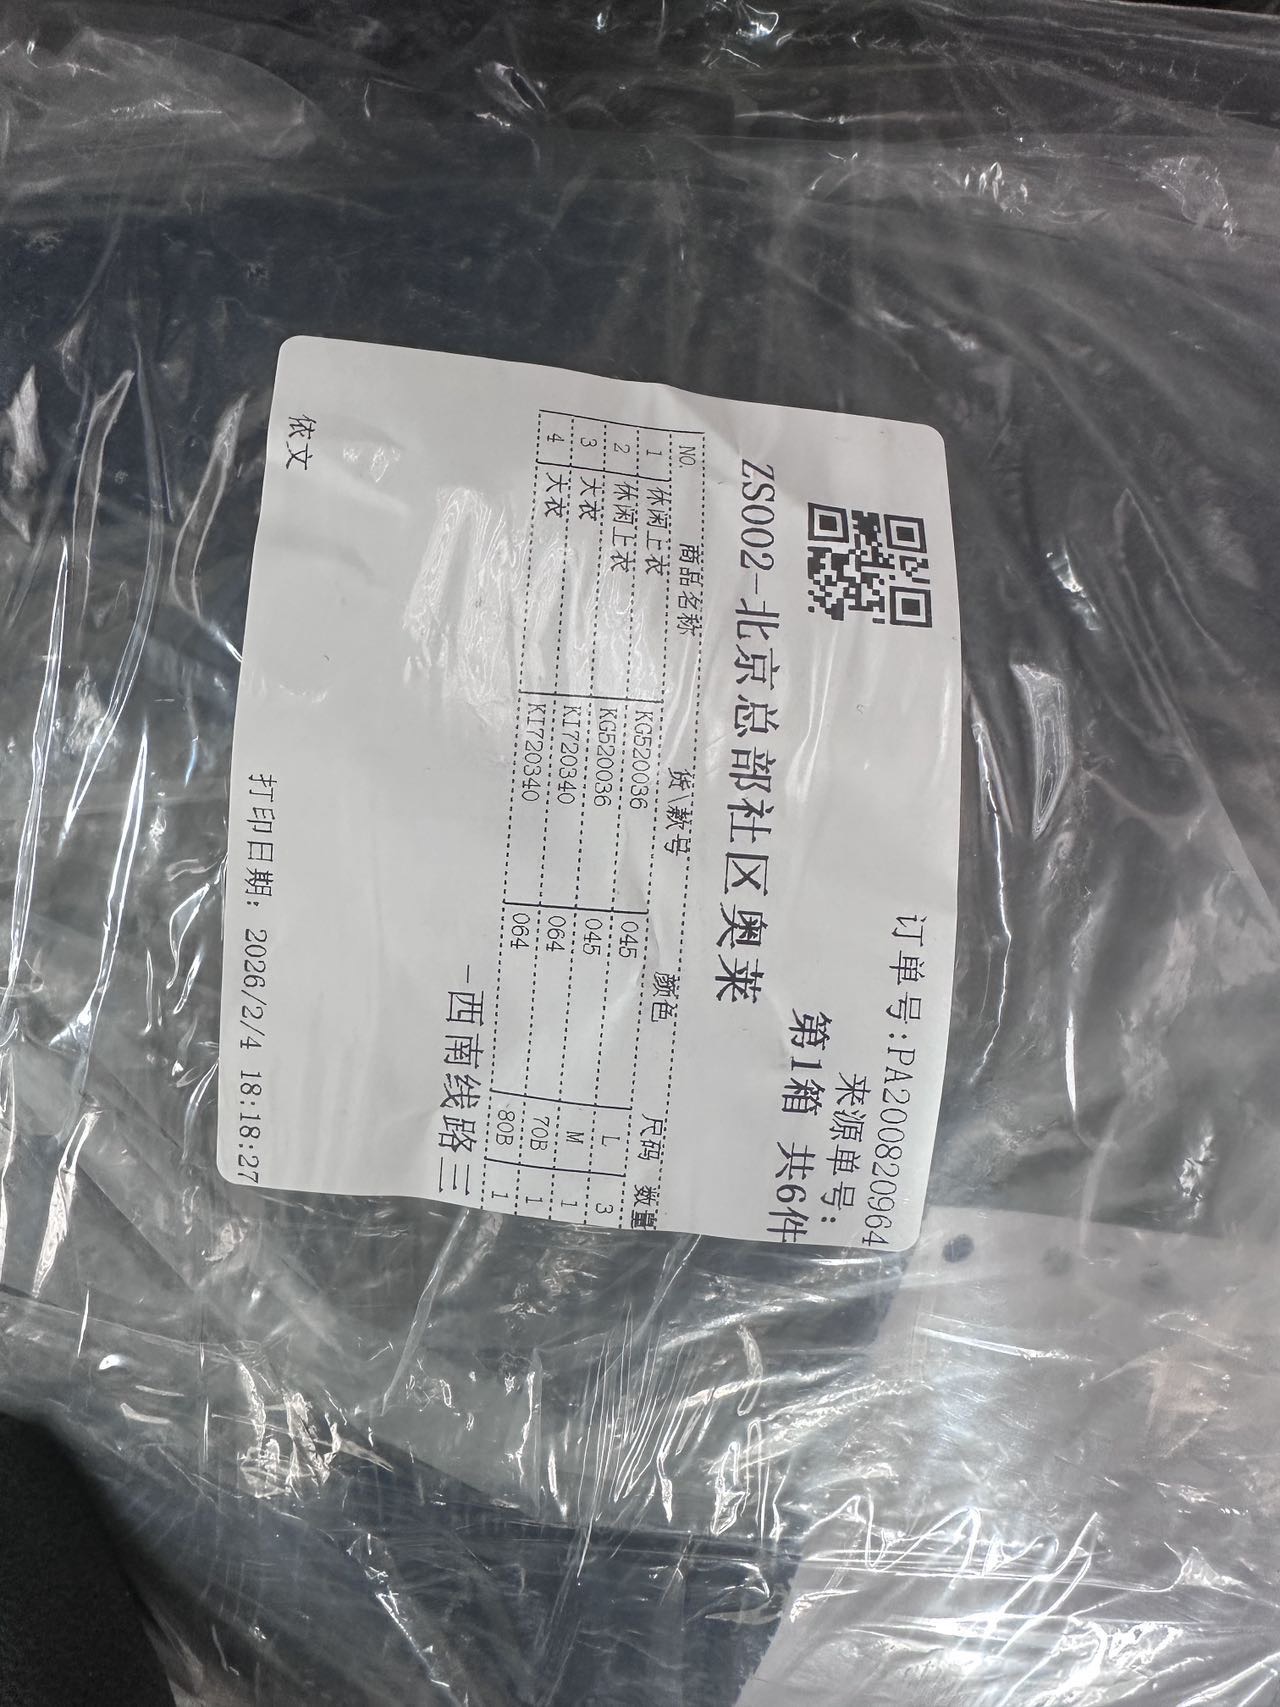 订单号:PA200820964
来源单号:
第1箱 共6件
ZS002-北京总部社区奥莱
NO. 商品名称 货\款号 颜色 尺码 数量
1 休闲上衣 KG520036 045 L 3
2 休闲上衣 KG520036 045 M 1
3 大衣 KI720340 064 70B 1
4 大衣 KI720340 064 80B 1
-西南线路三
依文 打印日期: 2026/2/4 18:18:27